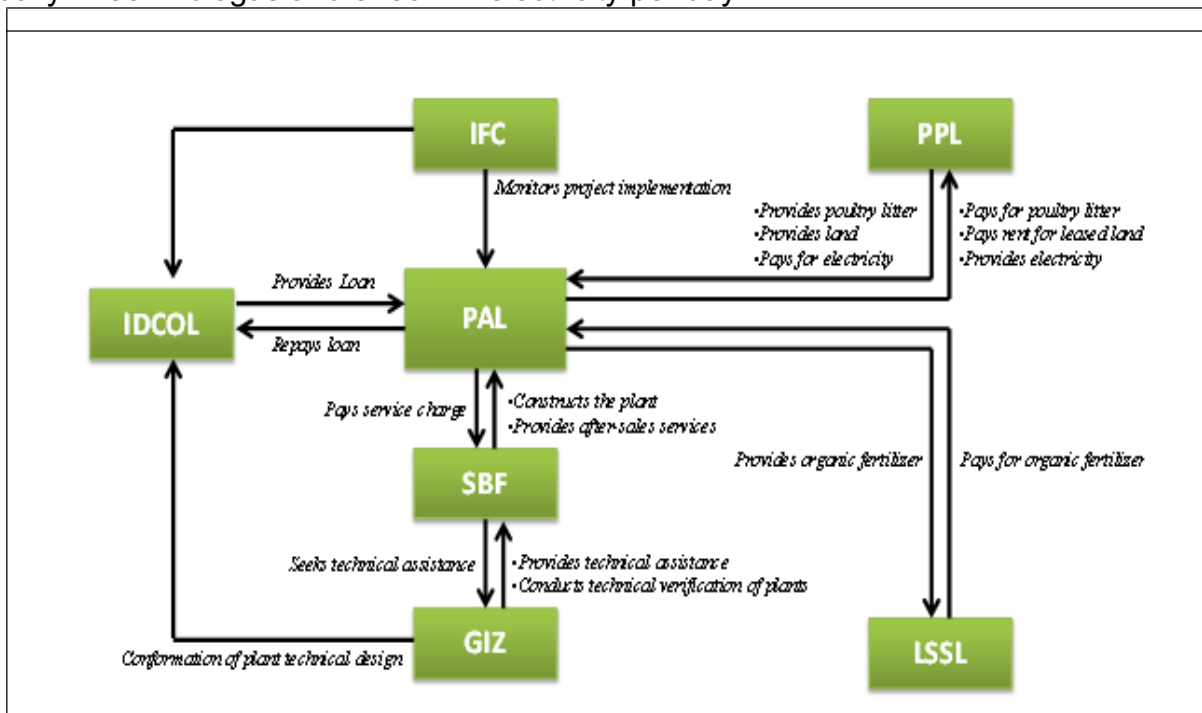 IFC
PPL
Monitors project implementation
•Provides poultry litter
•Provides land
•Pays for electricity
•Pays for poultry litter
•Pays rent for leased land
•Provides electricity
Provides Loan
IDCOL
PAL
Repays loan
Pays service charge
•Constructs the plant
•Provides after-sales services
Provides organic fertilizer
Pays for organic fertilizer
SBF
Seeks technical assistance
•Provides technical assistance
•Conducts technical verification of plants
GIZ
LSSL
Conformation of plant technical design